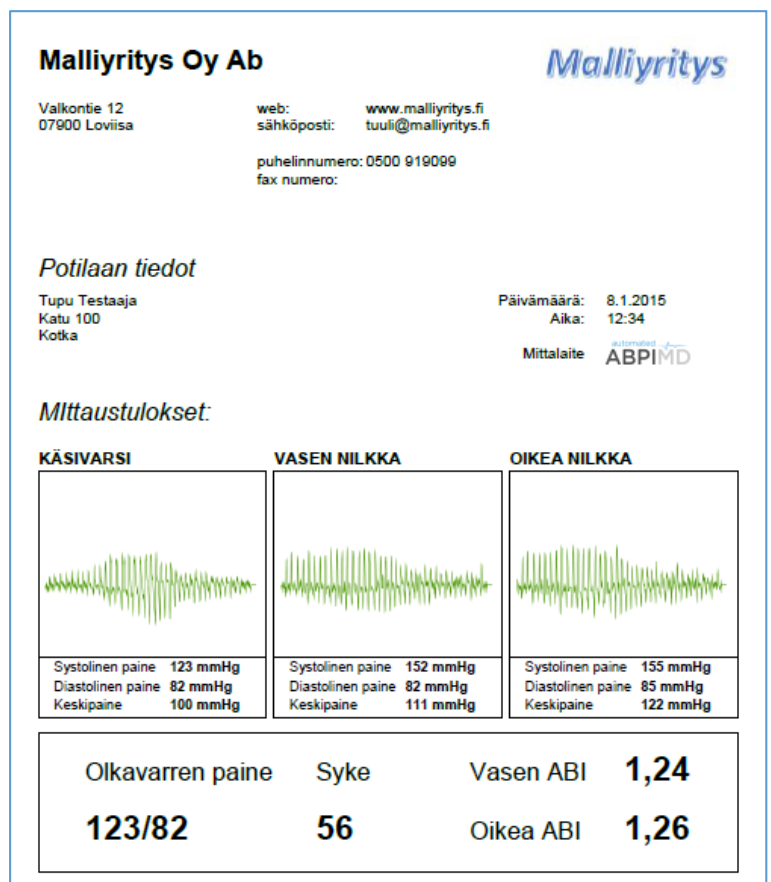 Malliyritys Oy Ab
Malliyritys
Valkontie 12
07900 Loviisa
web: www.malliyritys.fi
sähköposti: tuuli@malliyritys.fi
puhelinnumero: 0500 919099
fax numero:
Potilaan tiedot
Tupu Testaaja
Katu 100
Kotka
Päivämäärä: 8.1.2015
Aika: 12:34
Mittalaite
automated
ABPIMD
MIttaustulokset:
KÄSIVARSI
Systolinen paine 123 mmHg
Diastolinen paine 82 mmHg
Keskipaine 100 mmHg
VASEN NILKKA
Systolinen paine 152 mmHg
Diastolinen paine 82 mmHg
Keskipaine 111 mmHg
OIKEA NILKKA
Systolinen paine 155 mmHg
Diastolinen paine 85 mmHg
Keskipaine 122 mmHg
Olkavarren paine
123/82
Syke
56
Vasen ABI 1,24
Oikea ABI 1,26